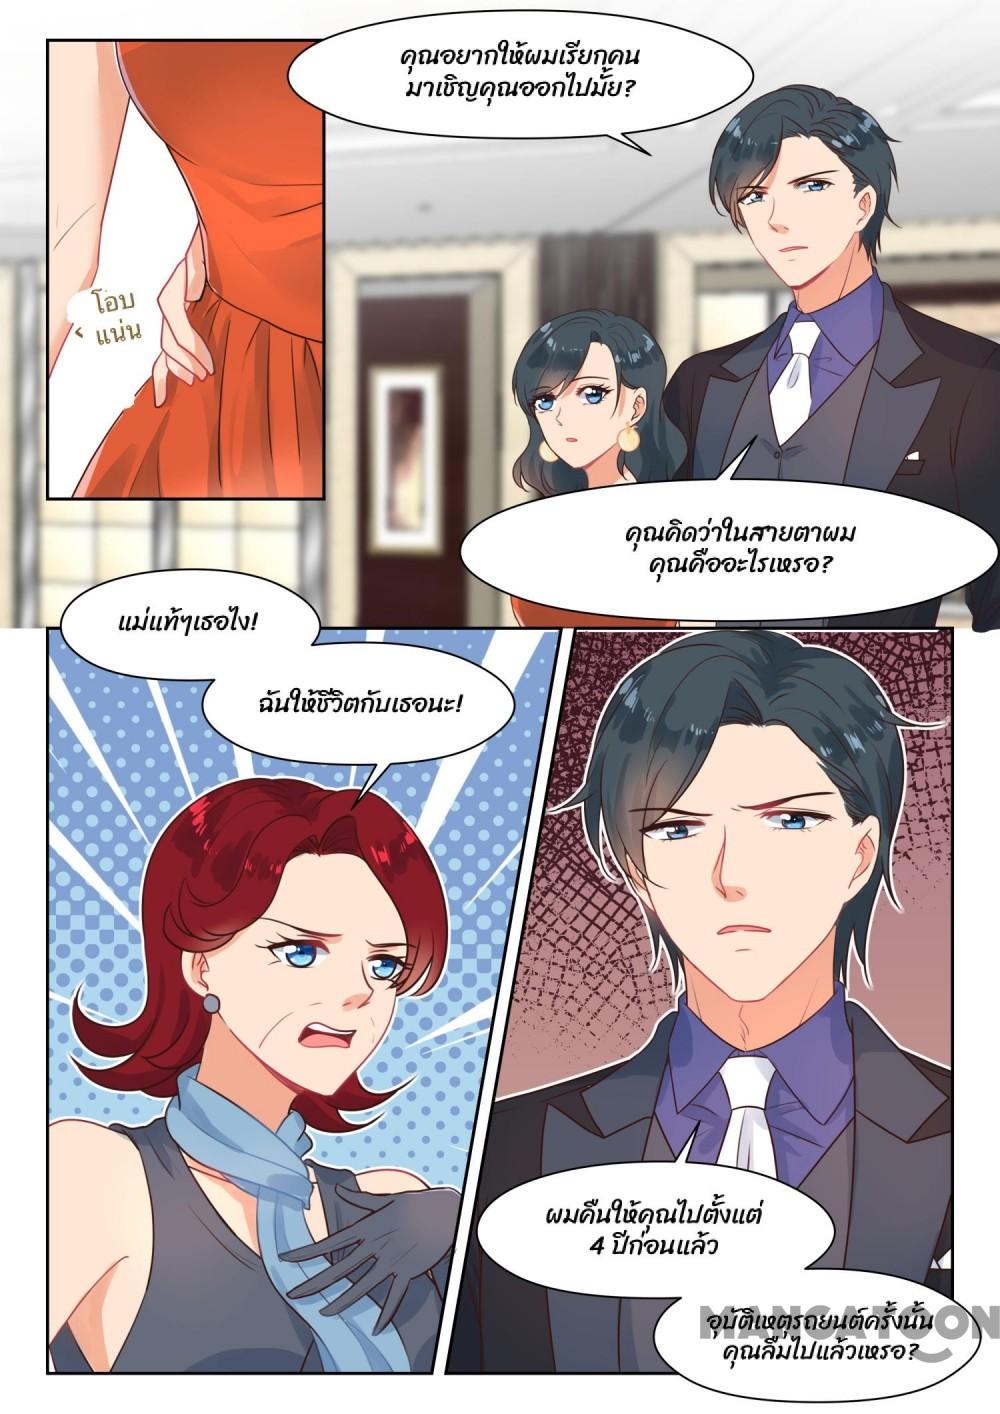 คุณอยากให้ผมเรียกคน
มาเชิญคุณออกไปมั้ย?
โอบ
แน่น
คุณคิดว่าในสายตาผม
คุณคืออะไรเหรอ?
แม่แท้ๆเธอไง!
ฉันให้ชีวิตกับเธอนะ!
ผมคืนให้คุณไปตั้งแต่
4 ปีก่อนแล้ว
อุบัติเหตุรถยนต์ครั้งนั้น
คุณลืมไปแล้วเหรอ?
MANGATOON